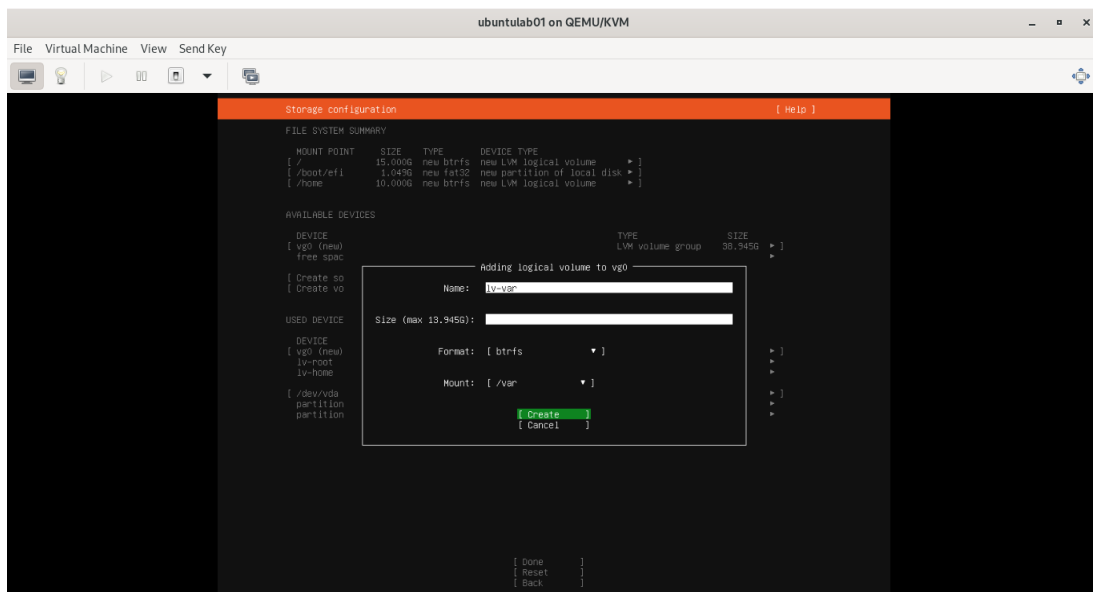 ubuntulab01 on QEMU/KVM
File Virtual Machine View Send Key
Storage configuration [ Help ]
FILE SYSTEM SUMMARY
MOUNT POINT SIZE TYPE DEVICE TYPE
[ / 15.000G new btrfs new LVM logical volume ▸ ]
[ /boot/efi 1.049G new fat32 new partition of local disk ▸ ]
[ /home 10.000G new btrfs new LVM logical volume ▸ ]
AVAILABLE DEVICES
DEVICE TYPE SIZE
[ vg0 (new) LVM volume group 38.945G ▸ ]
free spac ▸
Adding logical volume to vg0
[ Create so
[ Create vo
Name: lv-var
USED DEVICE
Size (max 13.945G):
DEVICE
[ vg0 (new) ▸ ]
Format: [ btrfs ▾ ]
lv-root ▸
lv-home ▸
Mount: [ /var ▾ ]
[ /dev/vda ▸ ]
partition ▸
partition ▸
[ Create ]
[ Cancel ]
[ Done ]
[ Reset ]
[ Back ]